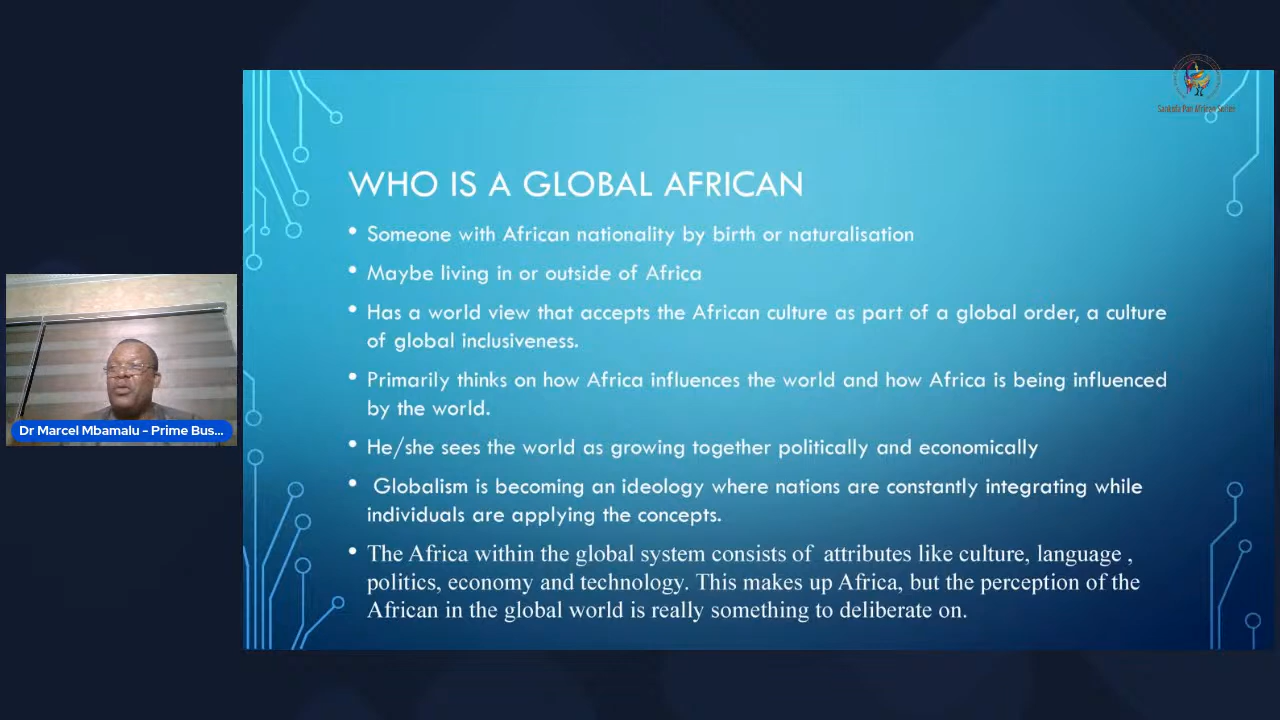 Sankofa Pan African Series
WHO IS A GLOBAL AFRICAN
• Someone with African nationality by birth or naturalisation
• Maybe living in or outside of Africa
• Has a world view that accepts the African culture as part of a global order, a culture
of global inclusiveness.
• Primarily thinks on how Africa influences the world and how Africa is being influenced
by the world.
• He/she sees the world as growing together politically and economically
• Globalism is becoming an ideology where nations are constantly integrating while
individuals are applying the concepts.
• The Africa within the global system consists of attributes like culture, language ,
politics, economy and technology. This makes up Africa, but the perception of the
African in the global world is really something to deliberate on.
Dr Marcel Mbamalu - Prime Bus...